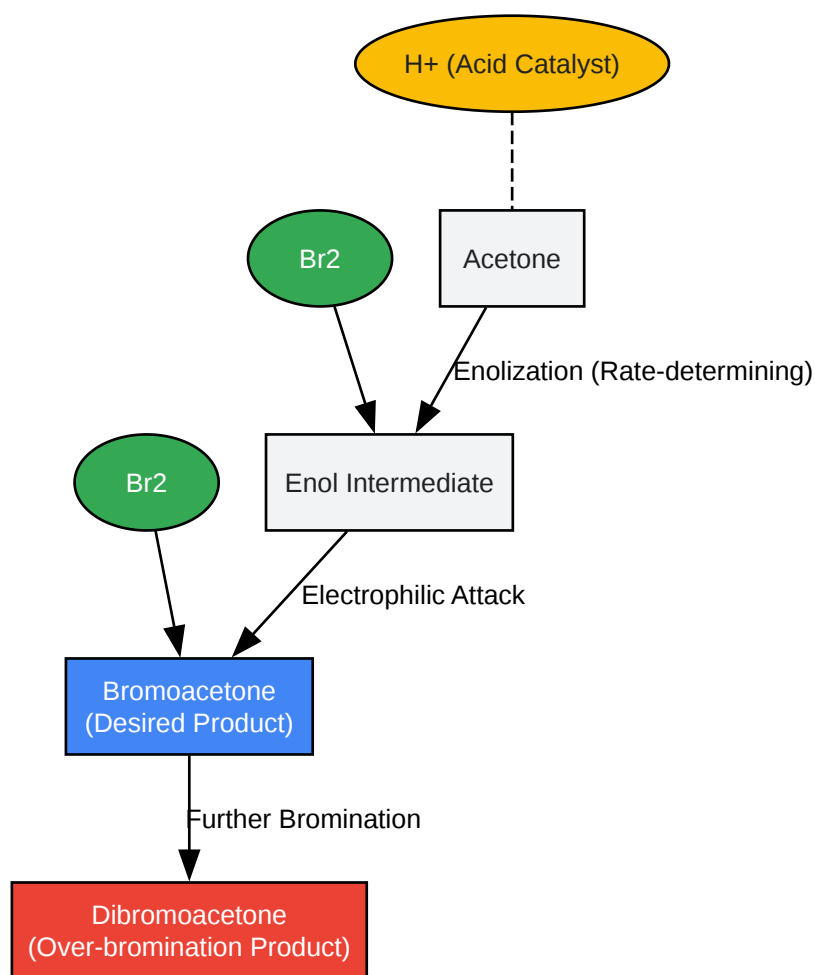 H+ (Acid Catalyst)
Br2
Acetone
Enolization (Rate-determining)
Br2
Enol Intermediate
Electrophilic Attack
Bromoacetone
(Desired Product)
Further Bromination
Dibromoacetone
(Over-bromination Product)